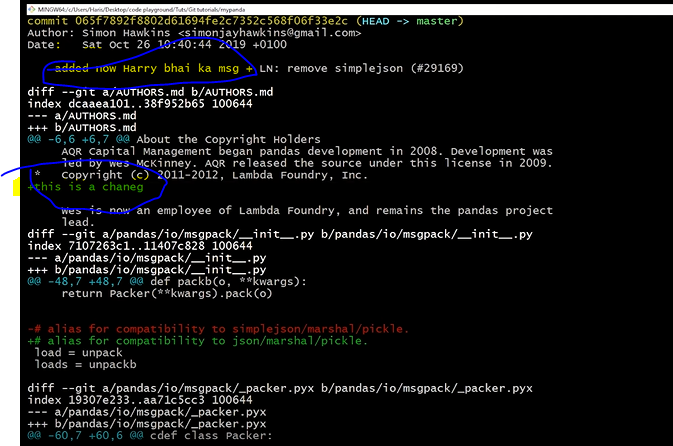 MINGW64:/c/Users/Haris/Desktop/code playground/Tuts/Git tutorials/mypanda
commit 065f7892f8802d61694fe2c7352c568f06f33e2c (HEAD -> master)
Author: Simon Hawkins <simonjayhawkins@gmail.com>
Date:   Sat Oct 26 10:40:44 2019 +0100
added now Harry bhai ka msg + LN: remove simplejson (#29169)
diff --git a/AUTHORS.md b/AUTHORS.md
index dcaaea101..38f952b65 100644
--- a/AUTHORS.md
+++ b/AUTHORS.md
@@ -6,6 +6,7 @@ About the Copyright Holders
AQR Capital Management began pandas development in 2008. Development was
led by Wes McKinney. AQR released the source under this license in 2009.
*   Copyright (c) 2011-2012, Lambda Foundry, Inc.
+this is a chaneg
Wes is now an employee of Lambda Foundry, and remains the pandas project
lead.
diff --git a/pandas/io/msgpack/__init__.py b/pandas/io/msgpack/__init__.py
index 7107263c1..11407c828 100644
--- a/pandas/io/msgpack/__init__.py
+++ b/pandas/io/msgpack/__init__.py
@@ -48,7 +48,7 @@ def packb(o, **kwargs):
return Packer(**kwargs).pack(o)
-# alias for compatibility to simplejson/marshal/pickle.
+# alias for compatibility to json/marshal/pickle.
load = unpack
loads = unpackb
diff --git a/pandas/io/msgpack/_packer.pyx b/pandas/io/msgpack/_packer.pyx
index 19307e233..aa71c5cc3 100644
--- a/pandas/io/msgpack/_packer.pyx
+++ b/pandas/io/msgpack/_packer.pyx
@@ -60,7 +60,6 @@ cdef class Packer: